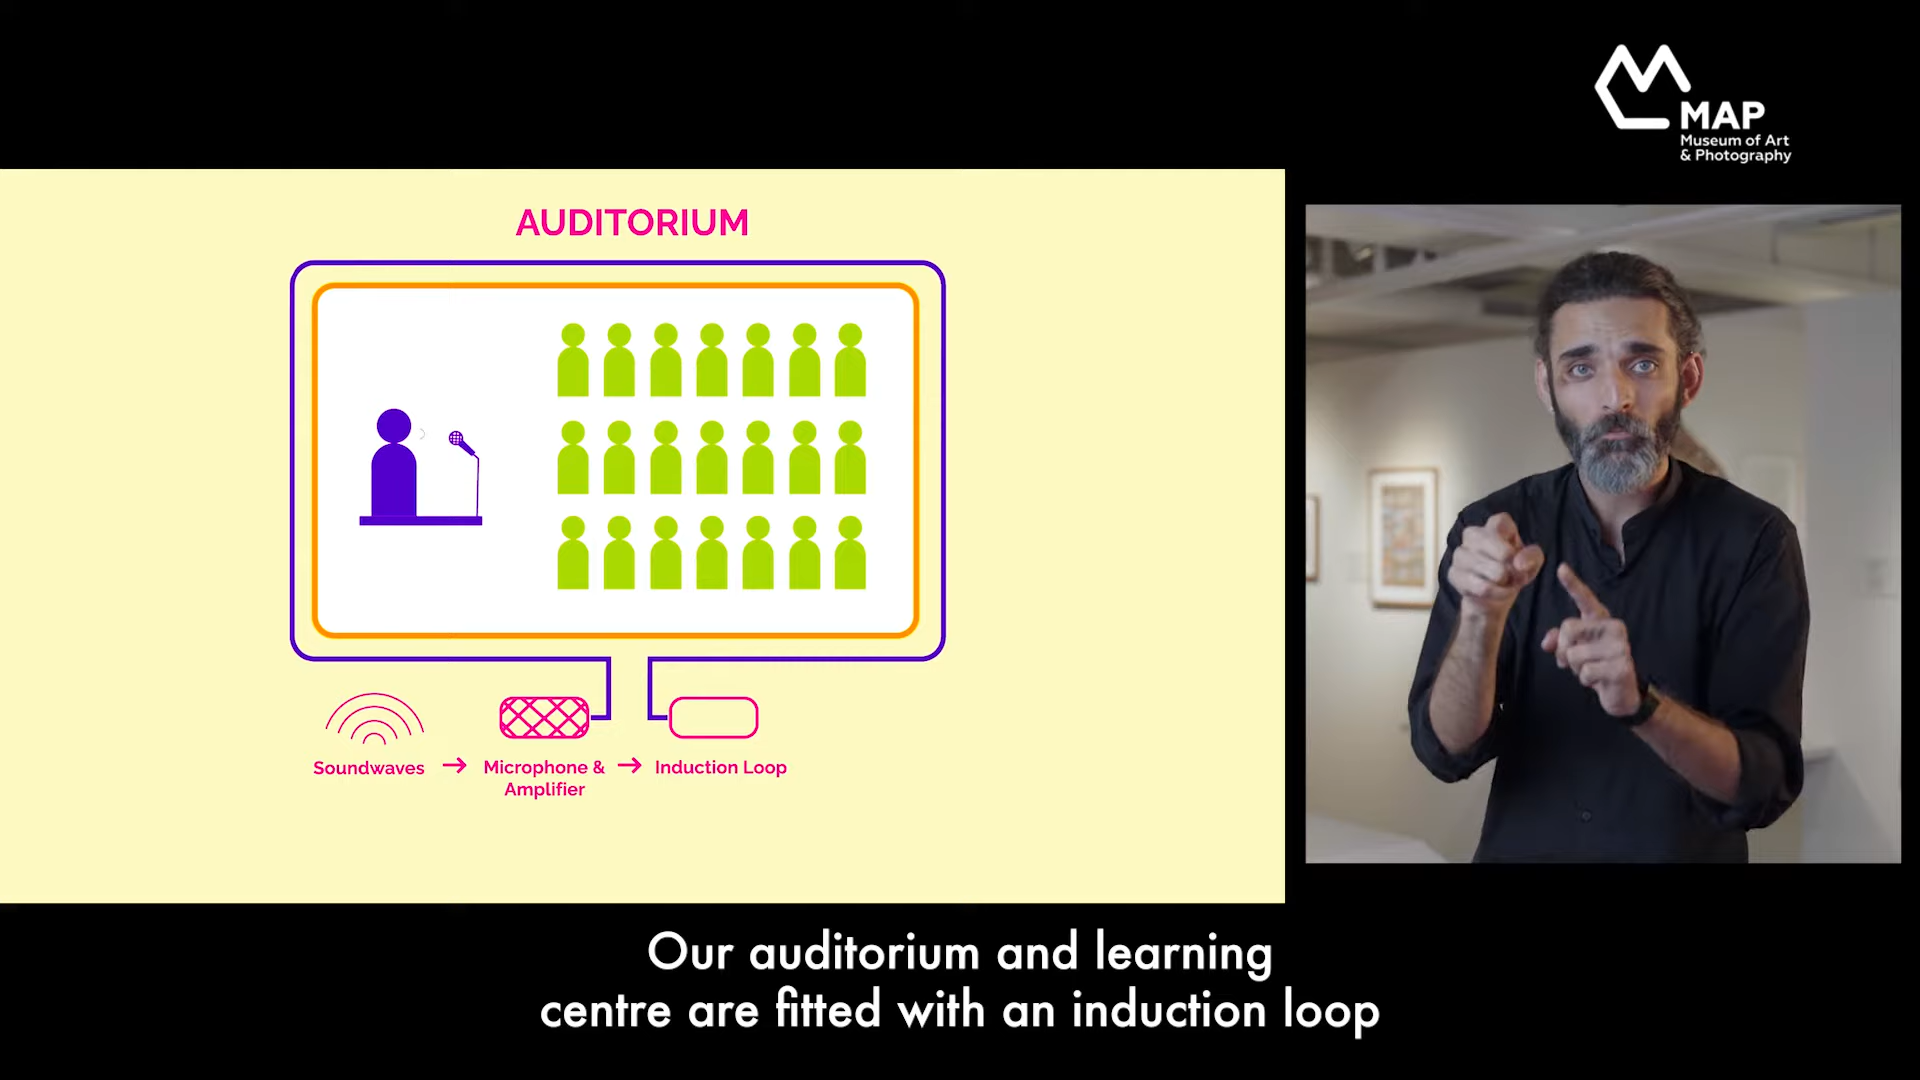 MAP
Museum of Art
& Photography
AUDITORIUM
Soundwaves → Microphone & → Induction Loop
Amplifier
Our auditorium and learning
centre are fitted with an induction loop